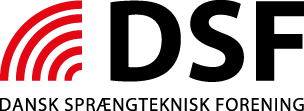 DSF
DANSK SPRÆNGTEKNISK FORENING